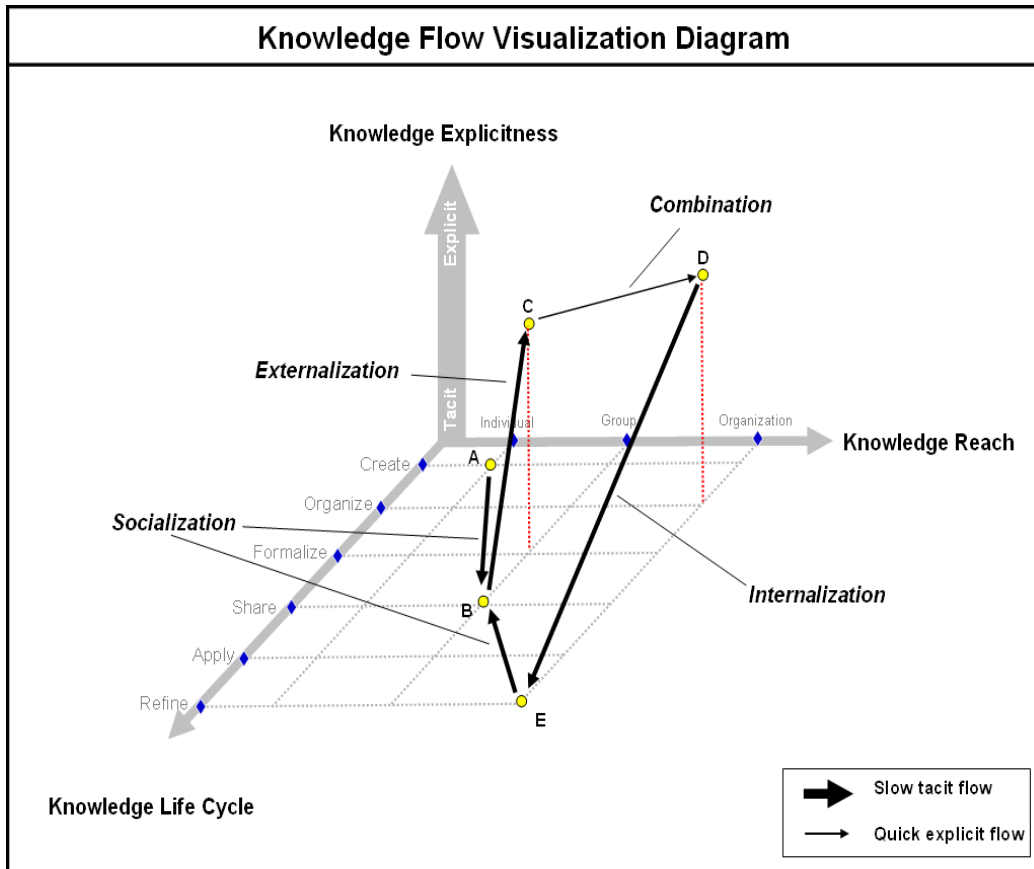 Knowledge Flow Visualization Diagram
Knowledge Explicitness
Combination
Explicit
D
C
Externalization
Tacit
Individual
Group
Organization
Knowledge Reach
A
Create
Organize
Socialization
Formalize
B
Share
Internalization
Apply
Refine
E
Slow tacit flow
Knowledge Life Cycle
Quick explicit flow